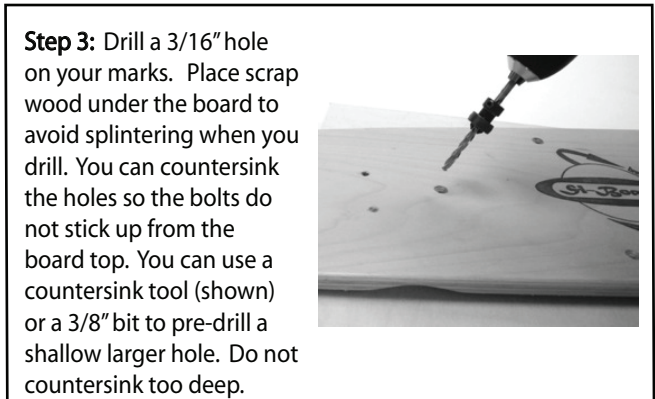 Step 3: Drill a 3/16" hole
on your marks. Place scrap
wood under the board to
avoid splintering when you
drill. You can countersink
the holes so the bolts do
not stick up from the
board top. You can use a
countersink tool (shown)
or a 3/8" bit to pre-drill a
shallow larger hole. Do not
countersink too deep.